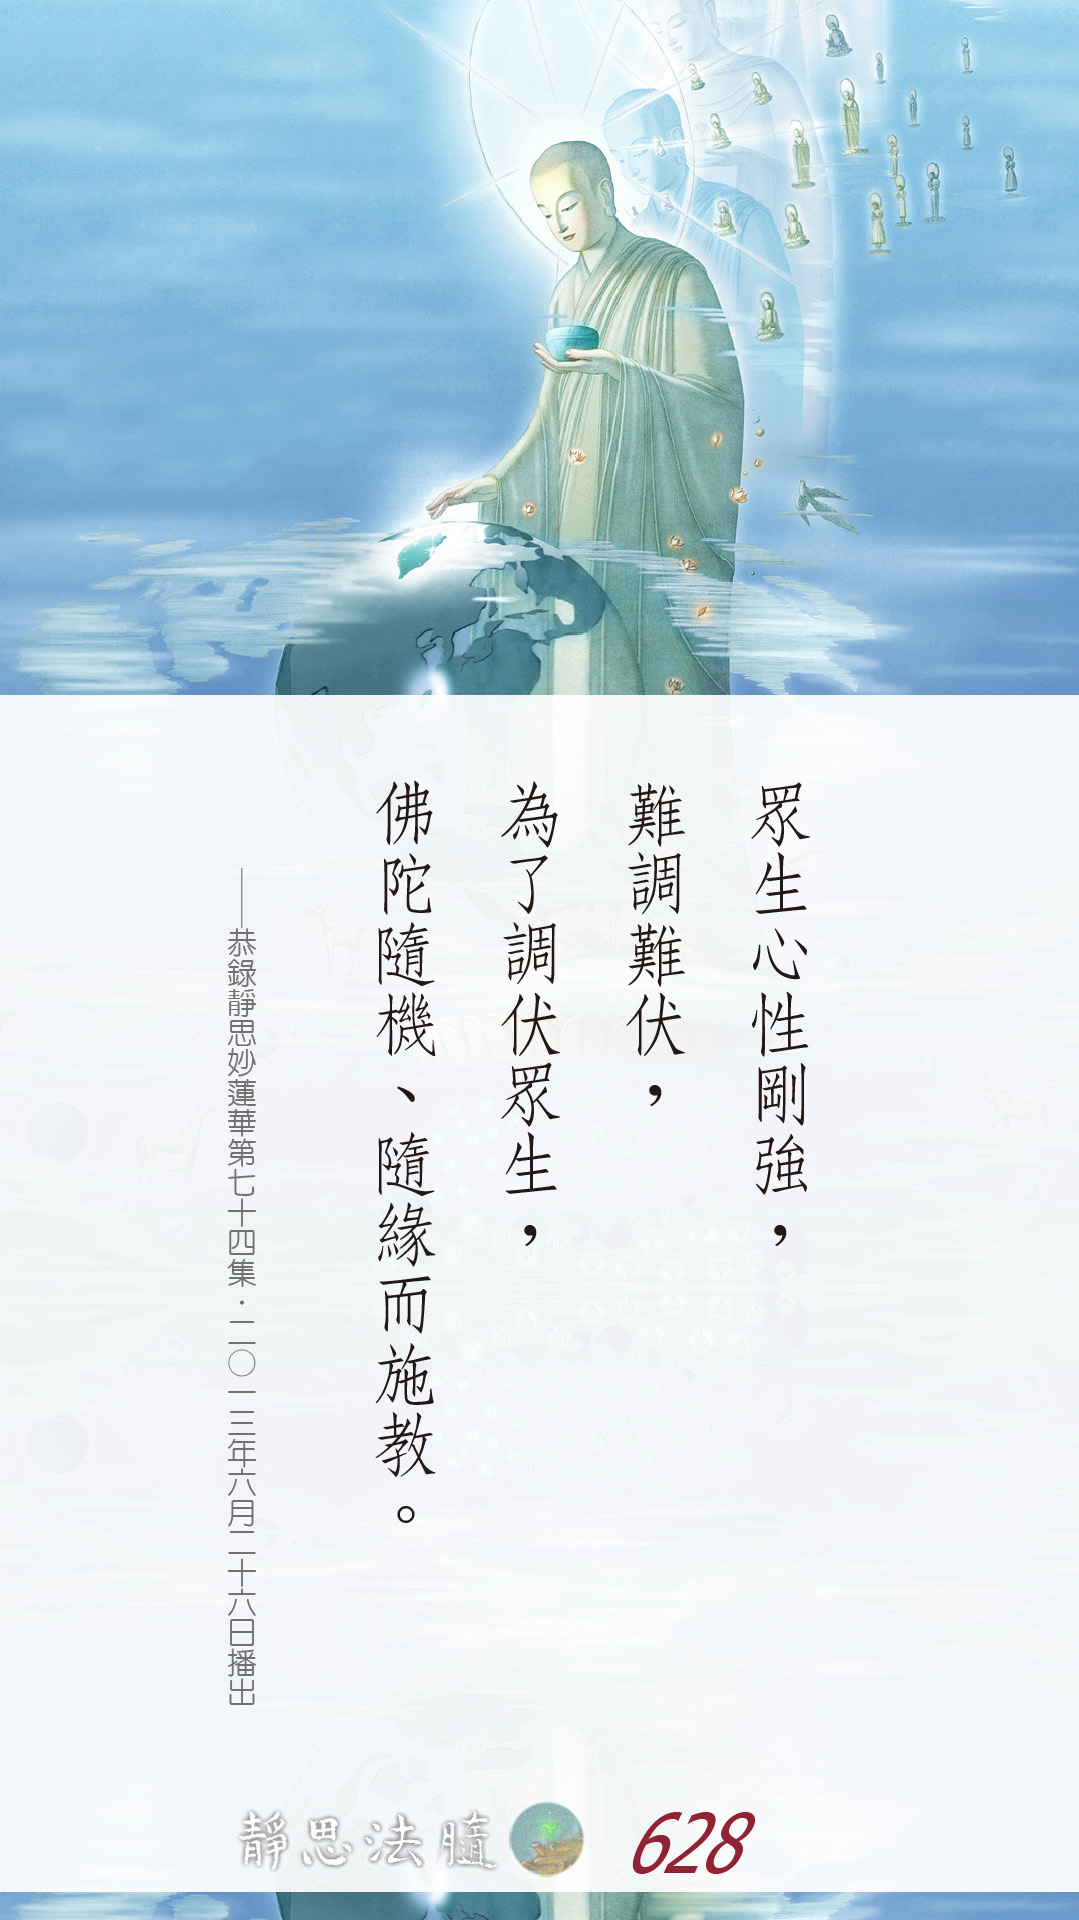 眾生心性剛強，
難調難伏，
為了調伏眾生，
佛陀隨機、隨緣而施教。
——恭錄靜思妙蓮華第七十四集．二〇一三年六月二十六日播出
靜思法髓
628